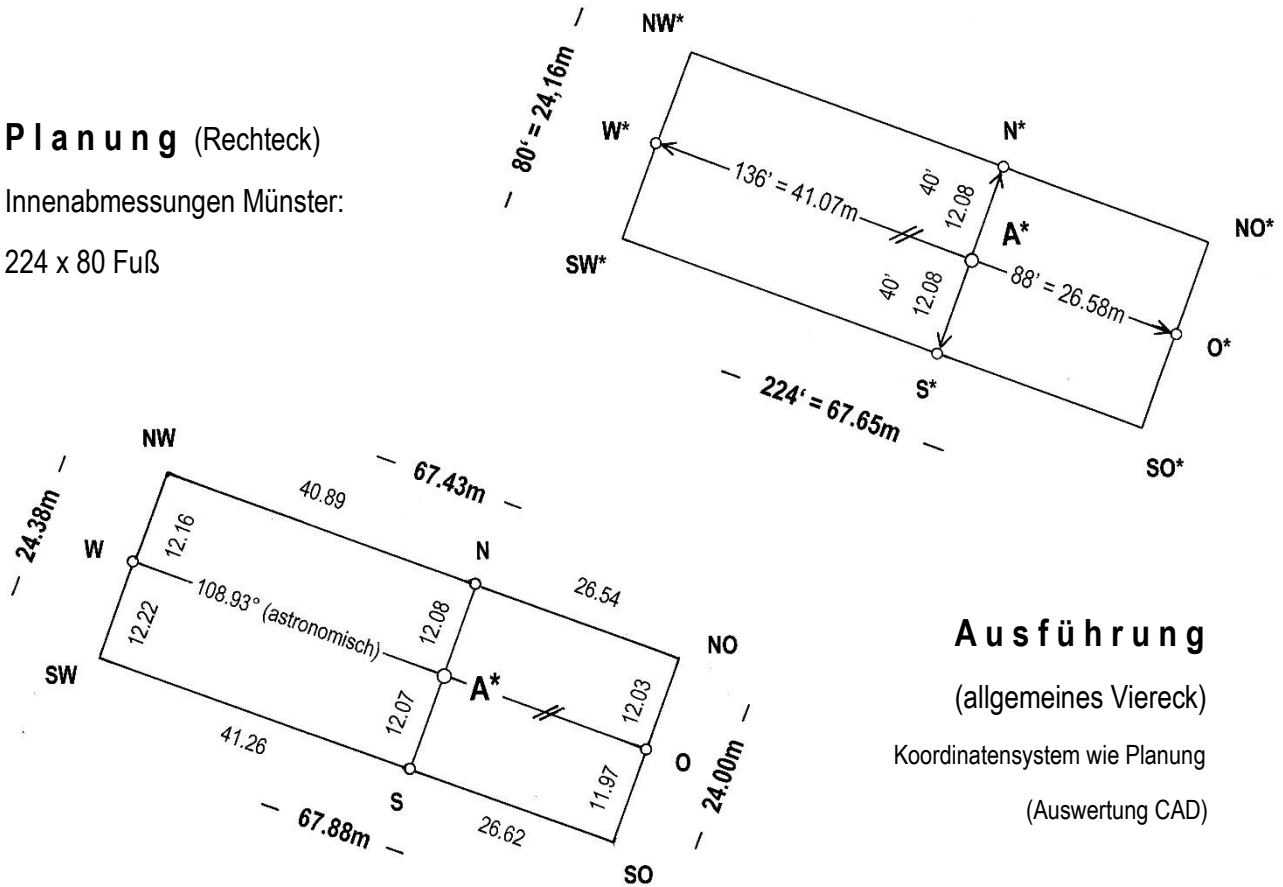 P l a n u n g (Rechteck)
Innenabmessungen Münster:
224 x 80 Fuß
NW*
80‘ = 24,16m
W*
N*
136’ = 41.07m
40’
12.08
A*
NO*
SW*
40’
12.08
88’ = 26.58m
O*
S*
224‘ = 67.65m
SO*
NW
67.43m
40.89
24.38m
12.16
W
N
26.54
108.93° (astronomisch)
12.08
12.22
NO
SW
A*
12.03
12.07
41.26
O
S
11.97
24.00m
67.88m
26.62
SO
A u s f ü h r u n g
(allgemeines Viereck)
Koordinatensystem wie Planung
(Auswertung CAD)